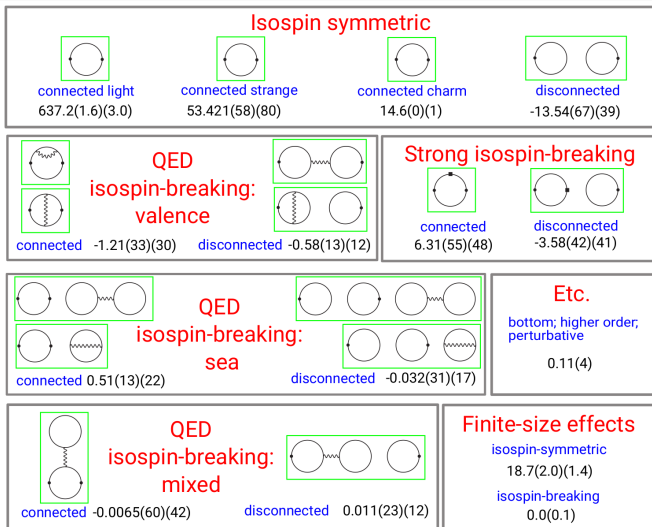 Isospin symmetric
connected light
637.2(1.6)(3.0)
connected strange
53.421(58)(80)
connected charm
14.6(0)(1)
disconnected
-13.54(67)(39)
QED
isospin-breaking:
valence
connected -1.21(33)(30)
disconnected -0.58(13)(12)
Strong isospin-breaking
connected
6.31(55)(48)
disconnected
-3.58(42)(41)
QED
isospin-breaking:
sea
connected 0.51(13)(22)
disconnected -0.032(31)(17)
Etc.
bottom; higher order;
perturbative
0.11(4)
QED
isospin-breaking:
mixed
connected -0.0065(60)(42)
disconnected 0.011(23)(12)
Finite-size effects
isospin-symmetric
18.7(2.0)(1.4)
isospin-breaking
0.0(0.1)